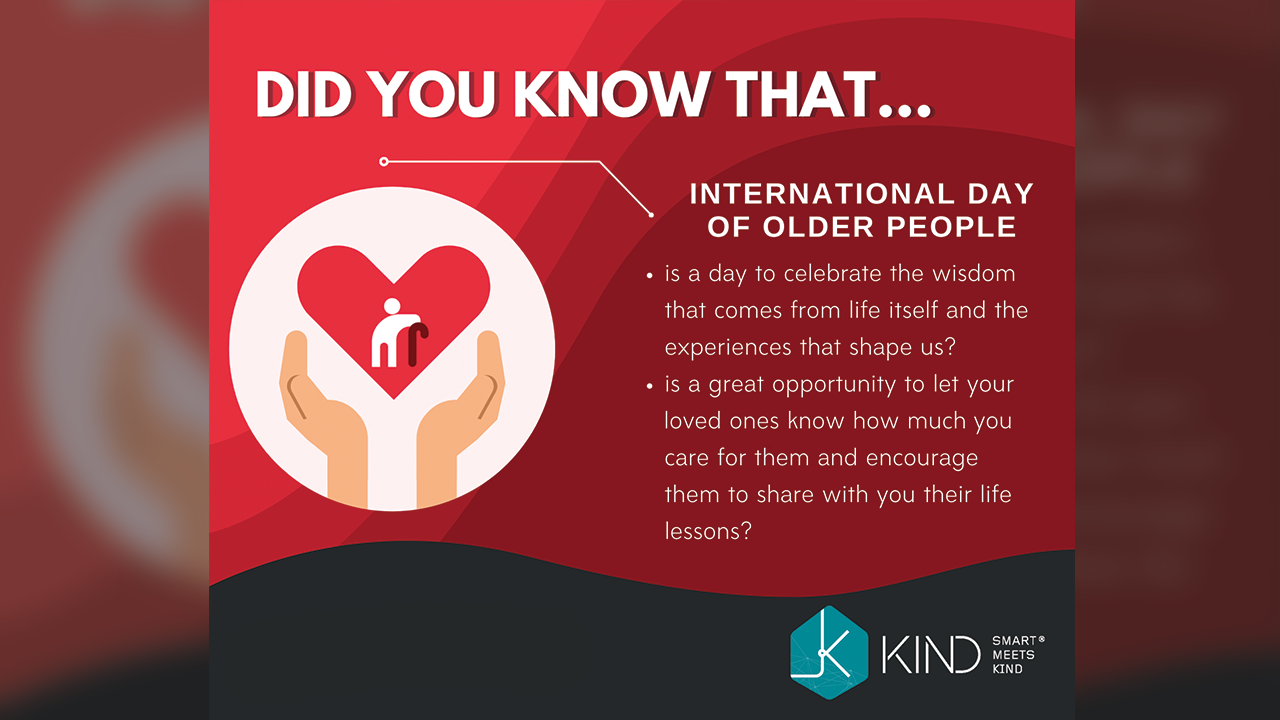 DID YOU KNOW THAT...
INTERNATIONAL DAY
OF OLDER PEOPLE
• is a day to celebrate the wisdom
that comes from life itself and the
experiences that shape us?
• is a great opportunity to let your
loved ones know how much you
care for them and encourage
them to share with you their life
lessons?
KIND
SMART®
MEETS
KIND